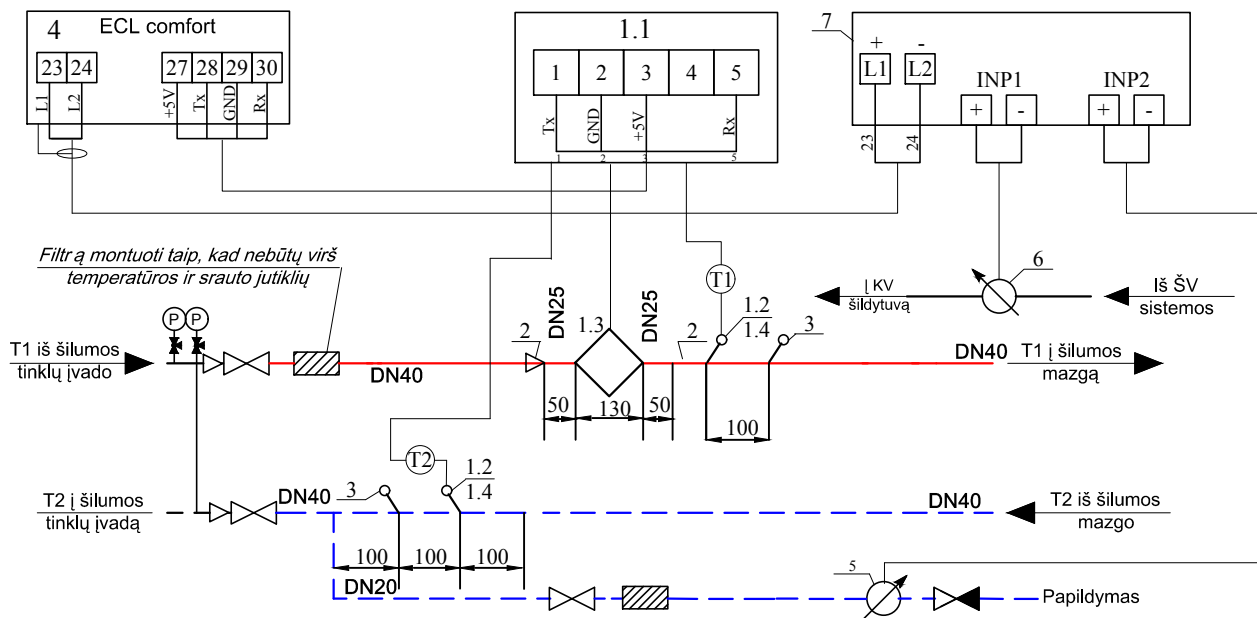 4 ECL comfort
23 24 27 28 29 30
L1 L2 +5V Tx GND Rx
1.1
1 2 3 4 5
Tx GND +5V Rx
1 2 3 5
7
+ -
L1 L2
INP1 INP2
+ - + -
23 24
Filtrą montuoti taip, kad nebūtų virš
temperatūros ir srauto jutiklių
P P
T1 iš šilumos
tinklų įvado
DN40
2
DN25
1.3
DN25
2
T1
1.2
1.4
3
6
Į KV
šildytuvą
Iš ŠV
sistemos
DN40
T1 į šilumos
mazgą
50 130 50 100
T2
T2 į šilumos
tinklų įvadą
DN40
3
1.2
1.4
DN40
T2 iš šilumos
mazgo
100 100 100
DN20
5
Papildymas